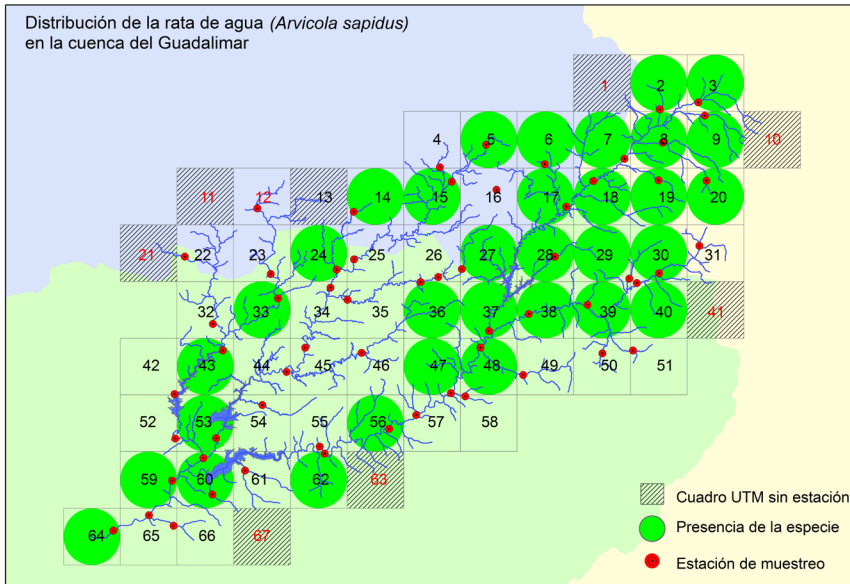 Distribución de la rata de agua (Arvicola sapidus)
en la cuenca del Guadalimar
1 2 3
4 5 6 7 8 9 10
11 12 13 14 15 16 17 18 19 20
21 22 23 24 25 26 27 28 29 30 31
32 33 34 35 36 37 38 39 40 41
42 43 44 45 46 47 48 49 50 51
52 53 54 55 56 57 58
59 60 61 62 63
64 65 66 67
Cuadro UTM sin estación
Presencia de la especie
Estación de muestreo